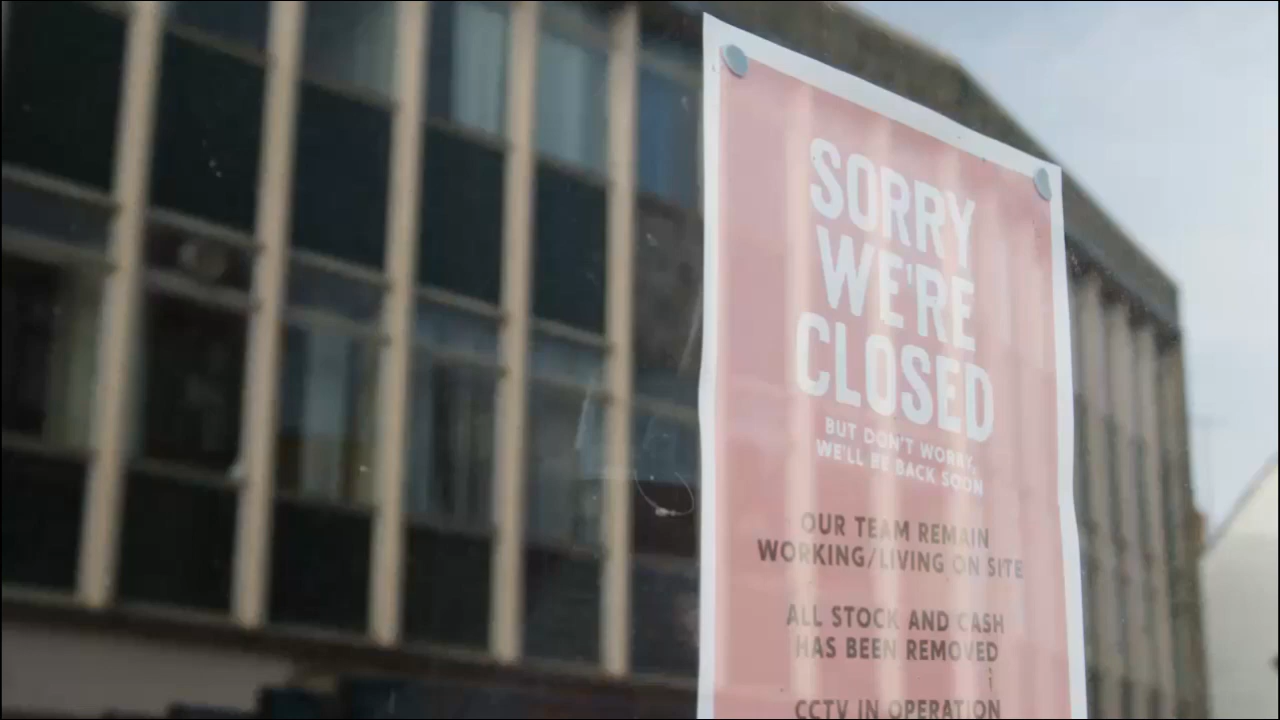 SORRY
WE'RE
CLOSED
BUT DON'T WORRY,
WE'LL BE BACK SOON
OUR TEAM REMAIN
WORKING/LIVING ON SITE
ALL STOCK AND CASH
HAS BEEN REMOVED
CCTV IN OPERATION